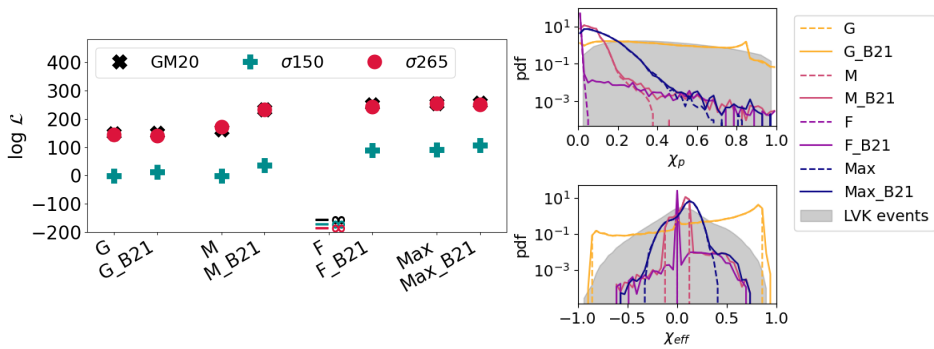 log ℒ
400
300
200
100
0
−100
−200
GM20
σ150
σ265
−∞
−∞
−∞
G
G_B21
M
M_B21
F
F_B21
Max
Max_B21
pdf
10¹
10⁻¹
10⁻³
0.0 0.2 0.4 0.6 0.8 1.0
χₚ
pdf
10¹
10⁻¹
10⁻³
−1.0 −0.5 0.0 0.5 1.0
χ_eff
G
G_B21
M
M_B21
F
F_B21
Max
Max_B21
LVK events